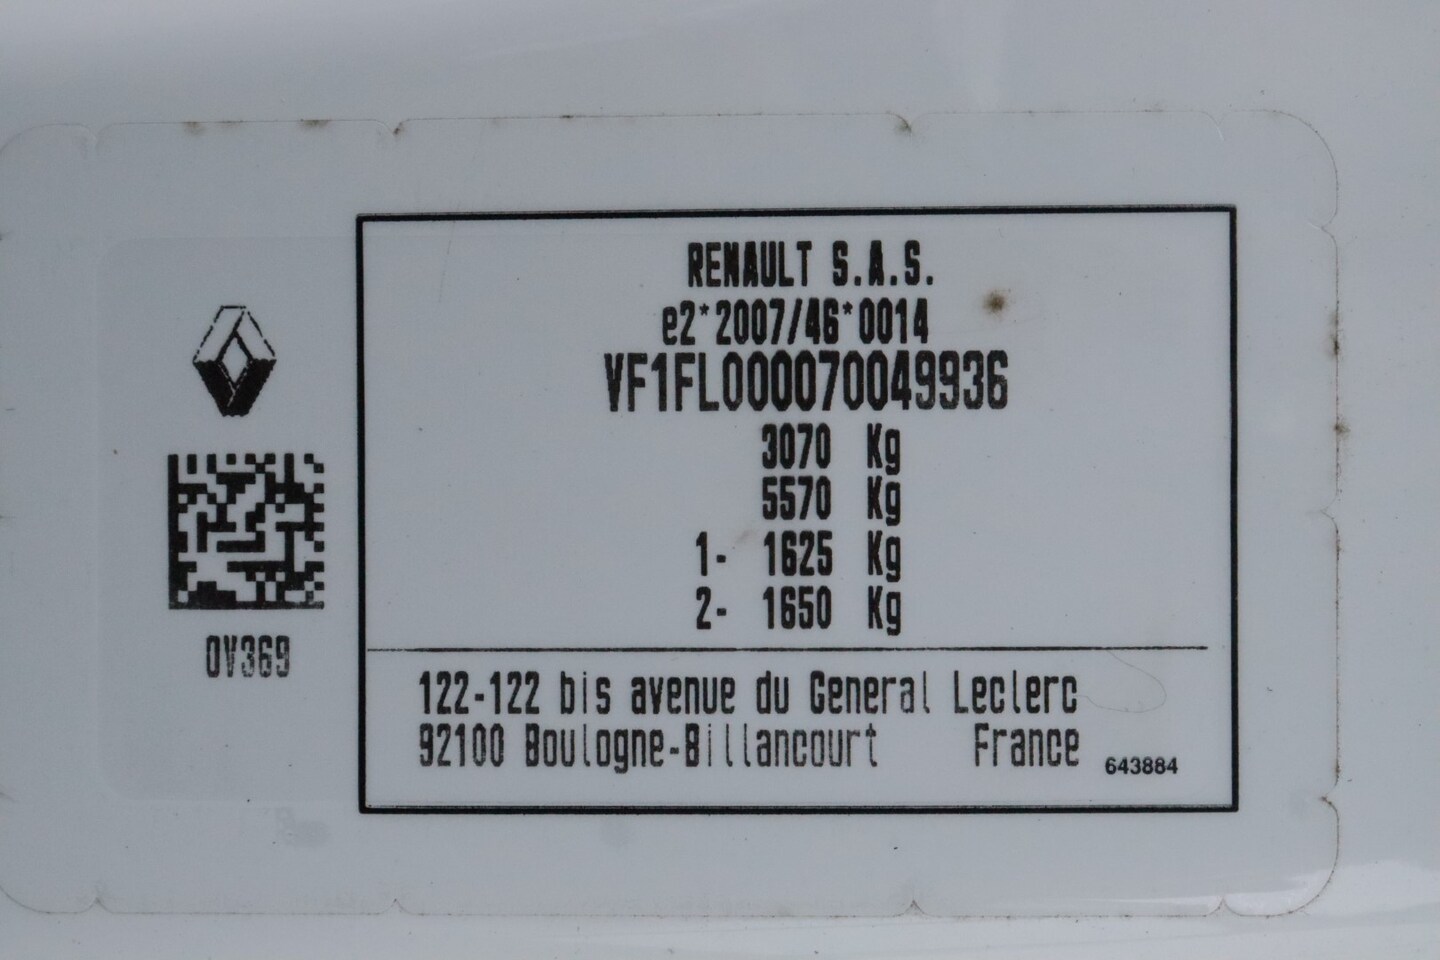 RENAULT S.A.S.
e2*2007/46*0014
VF1FL000070049936
3070 Kg
5570 Kg
1- 1625 Kg
2- 1650 Kg
0V369
122-122 bis avenue du General Leclerc
92100 Boulogne-Billancourt France
643884